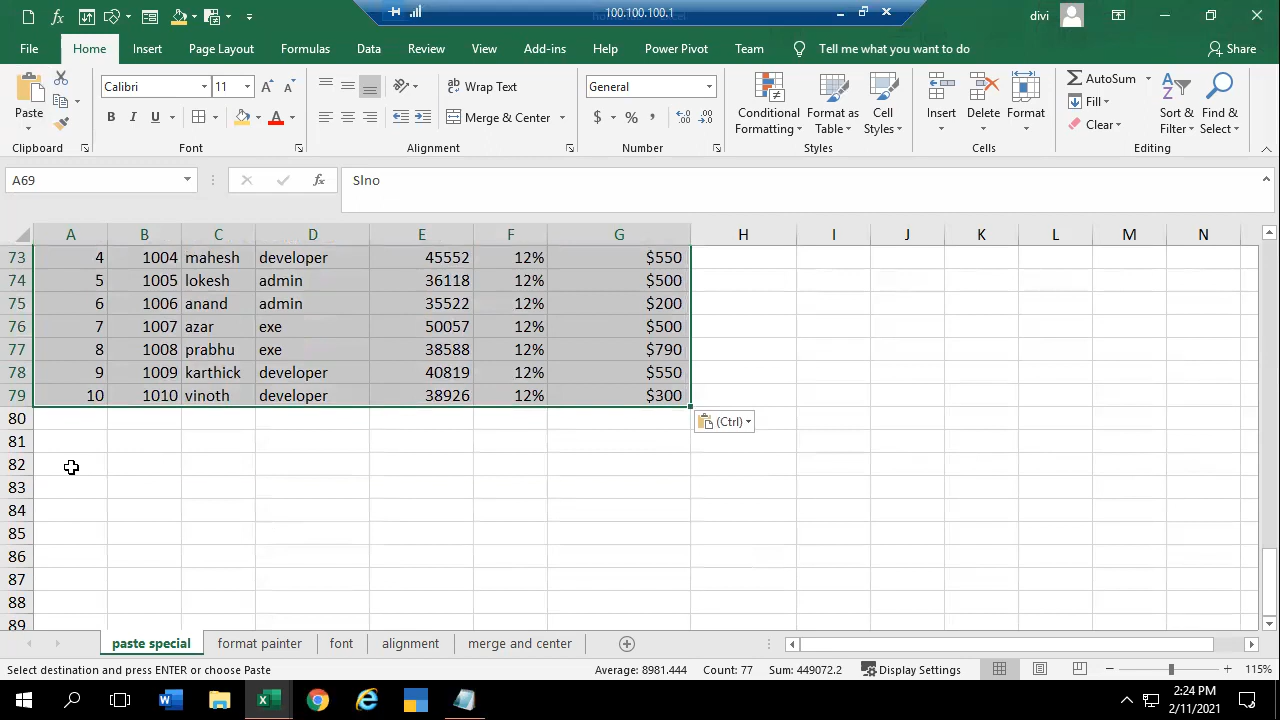 100.100.100.1
divi
File Home Insert Page Layout Formulas Data Review View Add-ins Help Power Pivot Team Tell me what you want to do Share
Calibri 11 Wrap Text General AutoSum
Paste Merge & Center Conditional Formatting Format as Table Cell Styles Insert Delete Format Fill Sort & Filter Find & Select
B I U A $ % Clear
Clipboard Font Alignment Number Styles Cells Editing
A69 fx Slno
A B C D E F G H I J K L M N
73 4 1004 mahesh developer 45552 12% $550
74 5 1005 lokesh admin 36118 12% $500
75 6 1006 anand admin 35522 12% $200
76 7 1007 azar exe 50057 12% $500
77 8 1008 prabhu exe 38588 12% $790
78 9 1009 karthick developer 40819 12% $550
79 10 1010 vinoth developer 38926 12% $300
80 (Ctrl)
81
82
83
84
85
86
87
88
89
paste special format painter font alignment merge and center
Select destination and press ENTER or choose Paste Average: 8981.444 Count: 77 Sum: 449072.2 Display Settings 115%
2:24 PM
2/11/2021